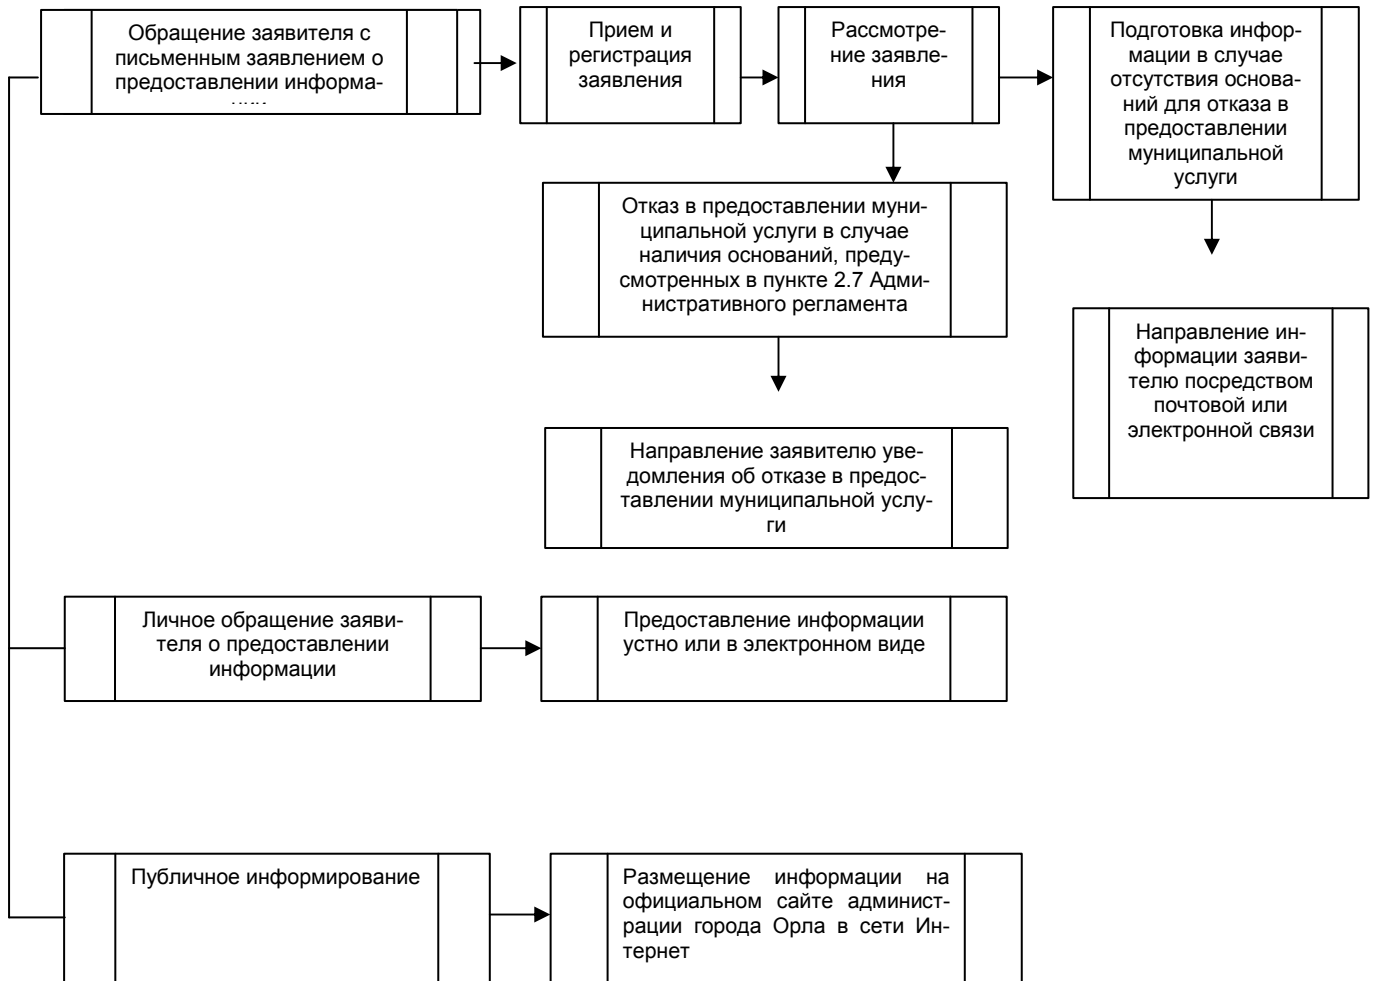 Обращение заявителя с
письменным заявлением о
предоставлении информа-
Прием и
регистрация
заявления
Рассмотре-
ние заявле-
ния
Подготовка инфор-
мации в случае
отсутствия основа-
ний для отказа в
предоставлении
муниципальной
услуги
Отказ в предоставлении муни-
ципальной услуги в случае
наличия оснований, преду-
смотренных в пункте 2.7 Адми-
нистративного регламента
Направление ин-
формации заяви-
телю посредством
почтовой или
электронной связи
Направление заявителю уве-
домления об отказе в предос-
тавлении муниципальной услу-
ги
Личное обращение заяви-
теля о предоставлении
информации
Предоставление информации
устно или в электронном виде
Публичное информирование
Размещение информации на
официальном сайте админист-
рации города Орла в сети Ин-
тернет